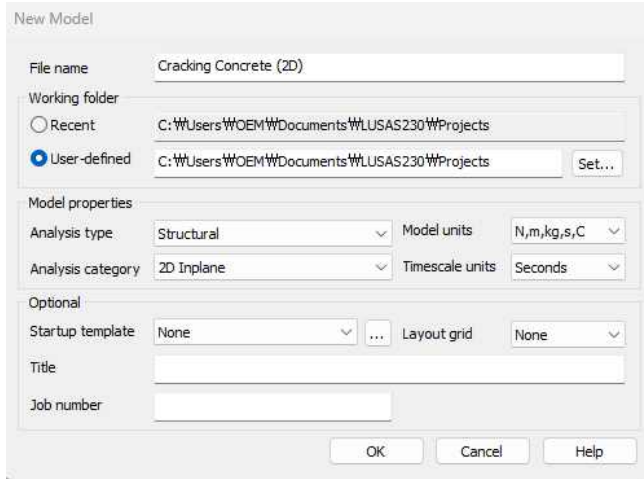 New Model
File name Cracking Concrete (2D)
Working folder
Recent C:₩Users₩OEM₩Documents₩LUSAS230₩Projects
User-defined C:₩Users₩OEM₩Documents₩LUSAS230₩Projects Set...
Model properties
Analysis type Structural Model units N,m,kg,s,C
Analysis category 2D Inplane Timescale units Seconds
Optional
Startup template None ... Layout grid None
Title
Job number
OK Cancel Help